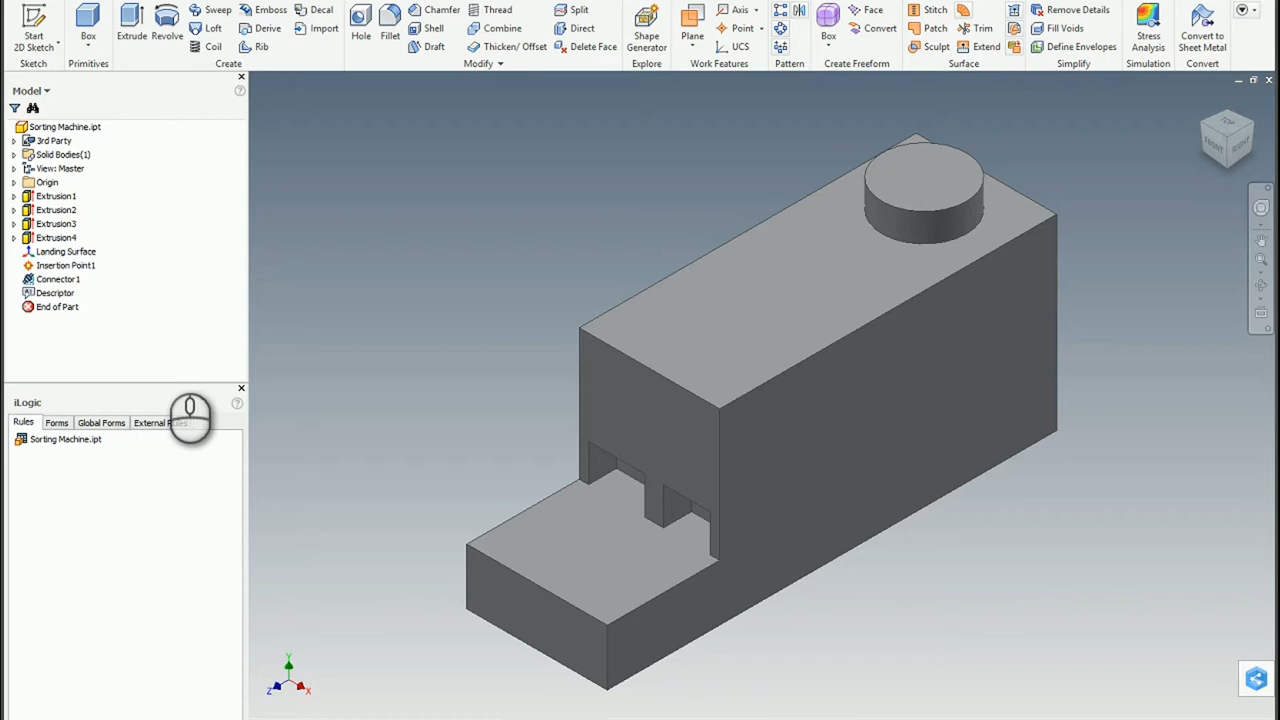 Start
2D Sketch
Sketch
Box
Primitives
Extrude
Revolve
Sweep
Loft
Coil
Emboss
Derive
Rib
Decal
Import
Create
Hole
Fillet
Chamfer
Shell
Draft
Thread
Combine
Thicken/ Offset
Split
Direct
Delete Face
Modify
Shape
Generator
Explore
Plane
Axis
Point
UCS
Work Features
Pattern
Box
Face
Convert
Create Freeform
Stitch
Patch
Sculpt
Trim
Extend
Surface
Remove Details
Fill Voids
Define Envelopes
Simplify
Stress
Analysis
Simulation
Convert to
Sheet Metal
Convert
Model
Sorting Machine.ipt
3rd Party
Solid Bodies(1)
View: Master
Origin
Extrusion1
Extrusion2
Extrusion3
Extrusion4
Landing Surface
Insertion Point1
Connector1
Descriptor
End of Part
iLogic
Rules
Forms
Global Forms
External Rules
Sorting Machine.ipt
TOP
FRONT
RIGHT
Y
Z
X